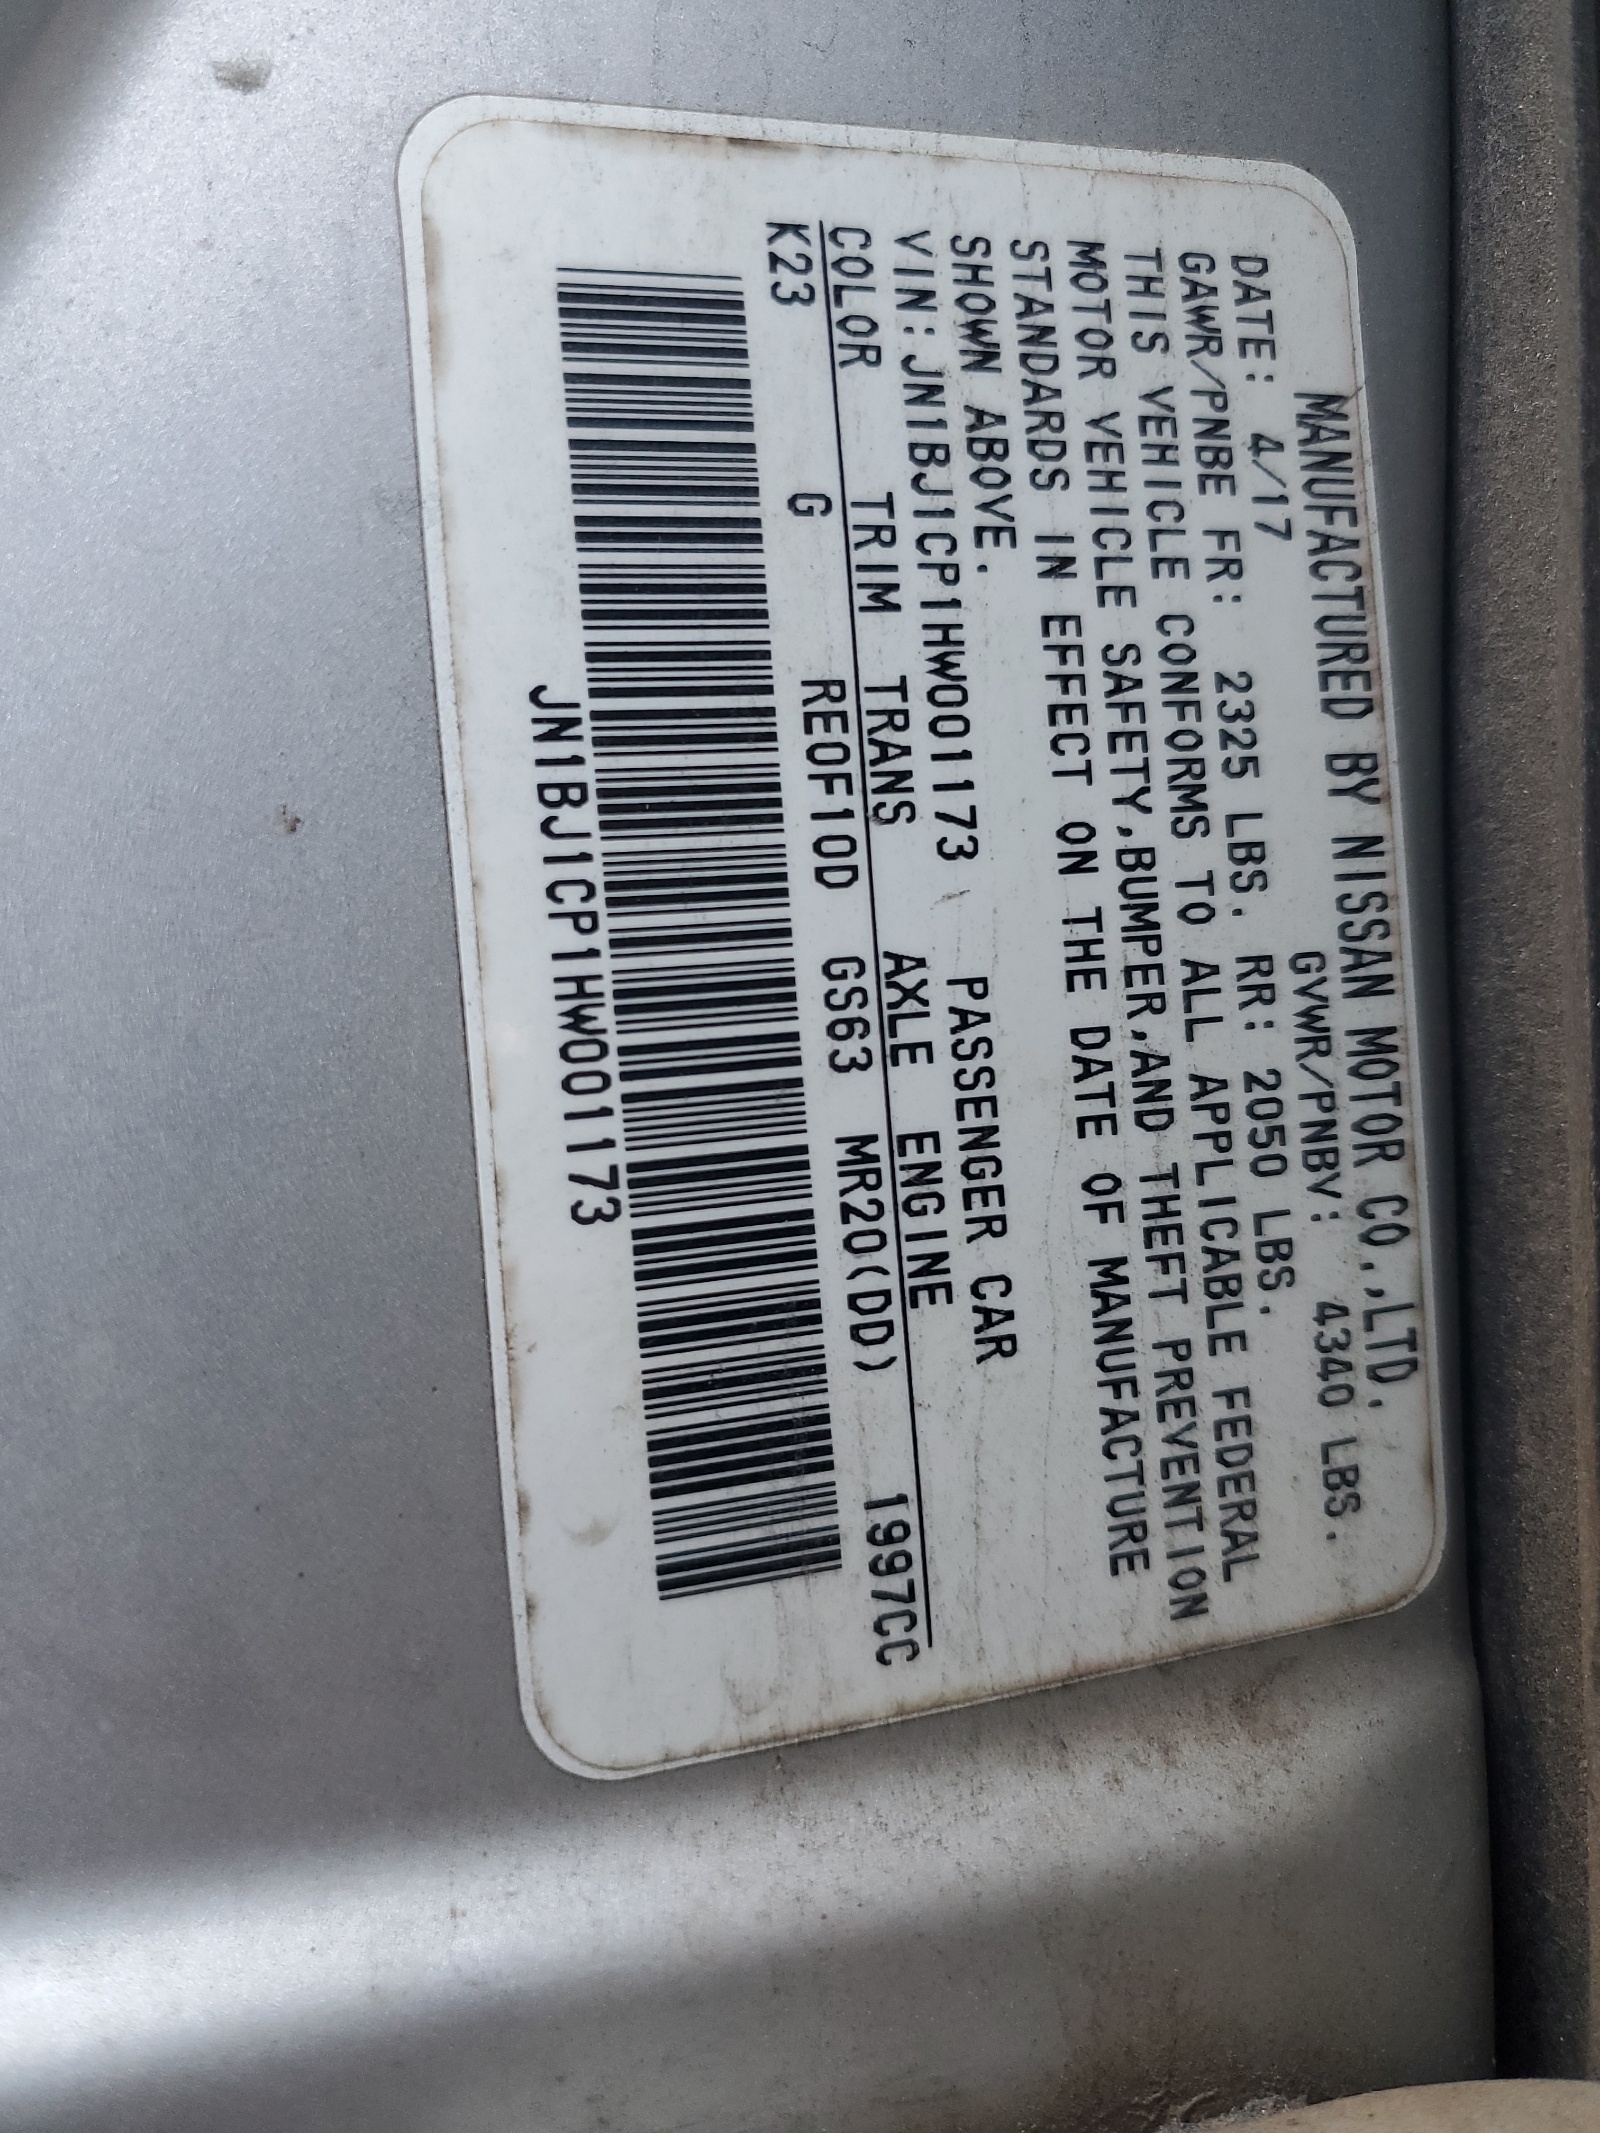 MANUFACTURED BY NISSAN MOTOR CO.,LTD.
DATE: 4/17 GVWR/PNBV: 4340 LBS.
GAWR/PNBE FR: 2325 LBS. RR: 2050 LBS.
THIS VEHICLE CONFORMS TO ALL APPLICABLE FEDERAL
MOTOR VEHICLE SAFETY,BUMPER,AND THEFT PREVENTION
STANDARDS IN EFFECT ON THE DATE OF MANUFACTURE
SHOWN ABOVE.
VIN:JN1BJ1CP1HW001173 PASSENGER CAR
COLOR TRIM TRANS AXLE ENGINE
K23 G RE0F10D GS63 MR20(DD) 1997CC
JN1BJ1CP1HW001173